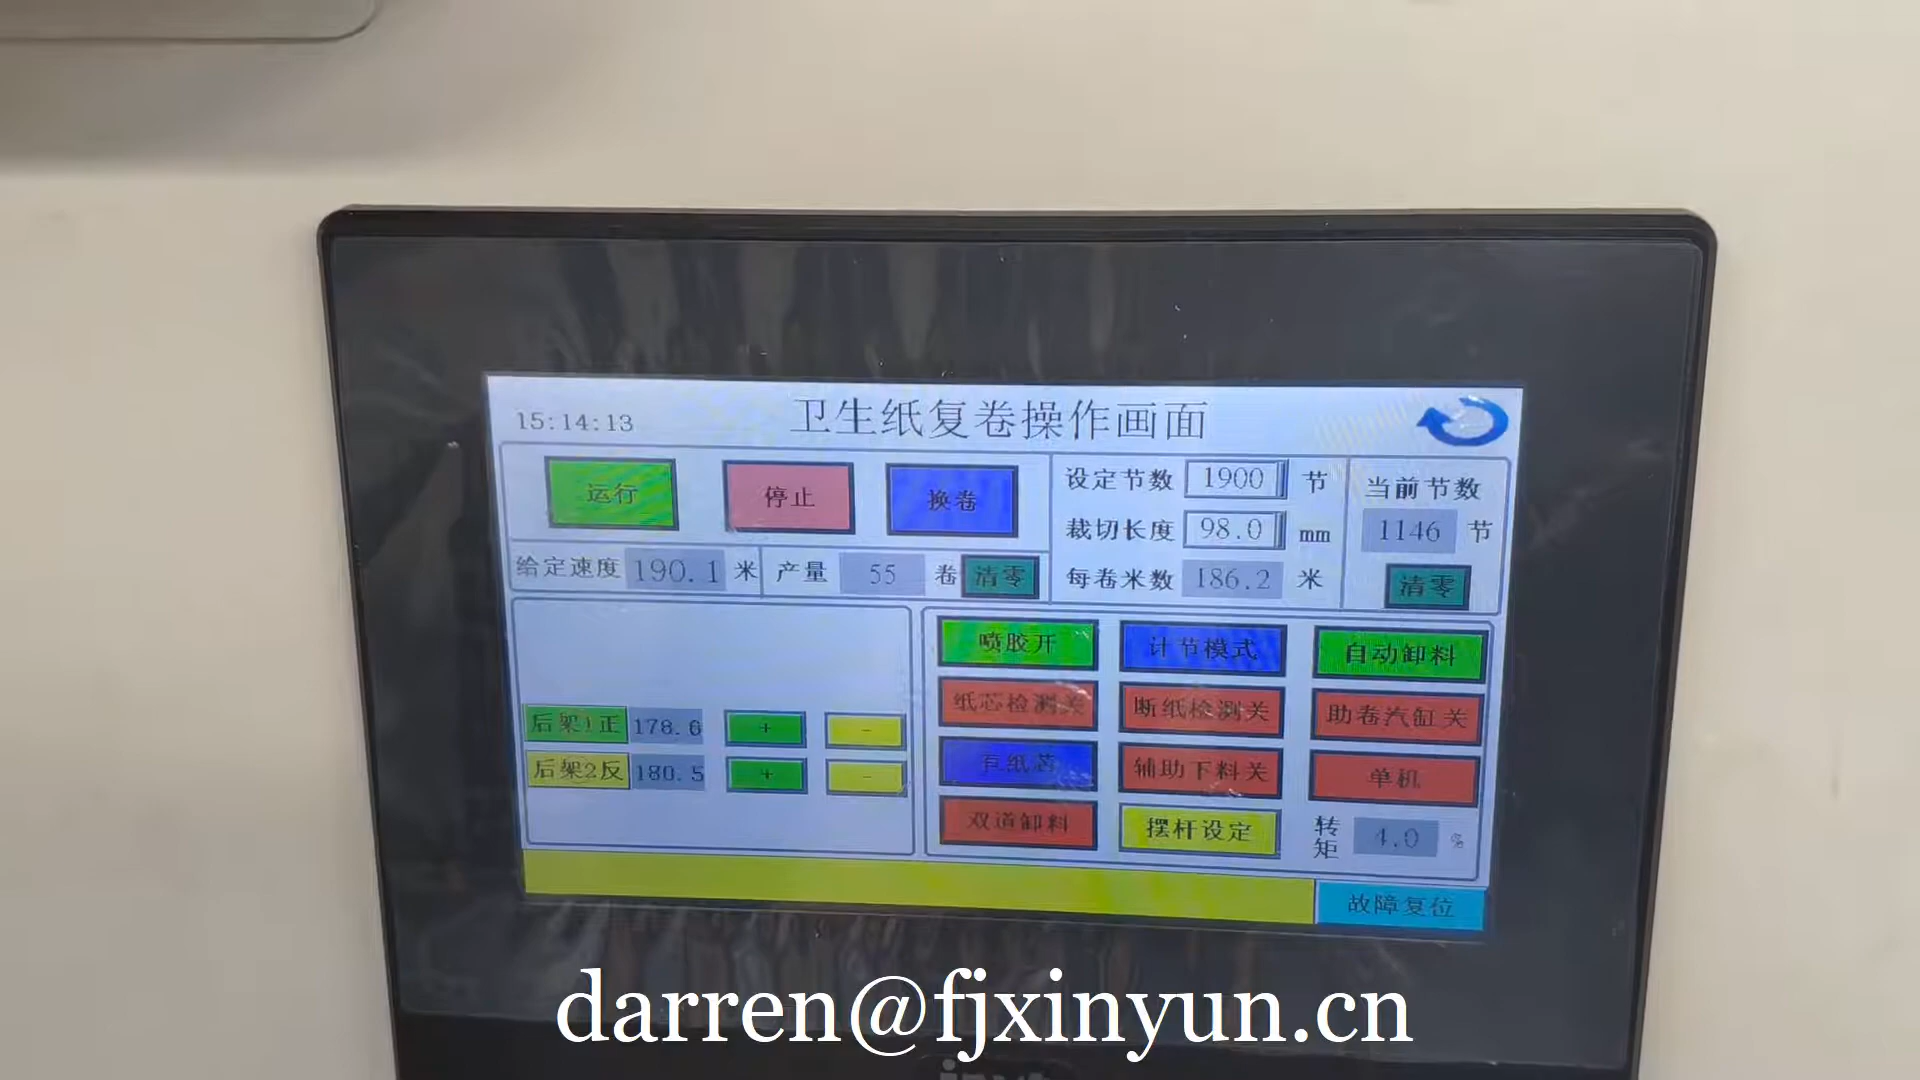 15:14:13 卫生纸复卷操作画面
运行 停止 换卷
设定节数 1900 节
裁切长度 98.0 mm
每卷米数 186.2 米
当前节数
1146 节
清零
给定速度 190.1 米 产量 55 卷 清零
后架1正 178.6 + -
后架2反 180.5 + -
喷胶开 计节模式 自动卸料
纸芯检测关 断纸检测关 助卷汽缸关
有纸芯 辅助下料关 单机
双道卸料 摆杆设定 转矩 4.0 %
故障复位
darren@fjxinyun.cn